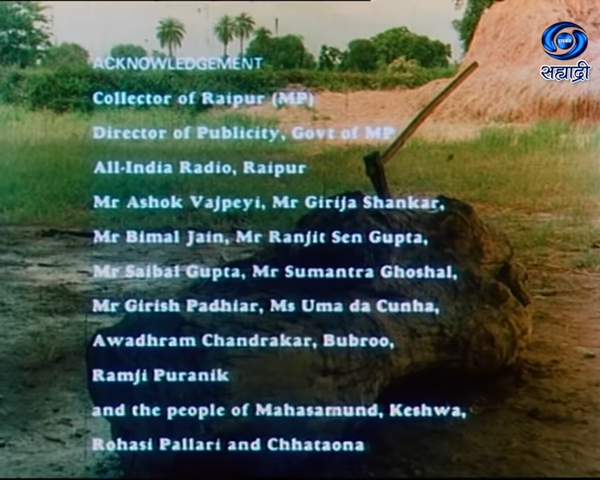 सह्याद्री
ACKNOWLEDGEMENT
Collector of Raipur (MP)
Director of Publicity, Govt of MP
All-India Radio, Raipur
Mr Ashok Vajpeyi, Mr Girija Shankar,
Mr Bimal Jain, Mr Ranjit Sen Gupta,
Mr Saibal Gupta, Mr Sumantra Ghoshal,
Mr Girish Padhiar, Ms Uma da Cunha,
Awadhram Chandrakar, Bubroo,
Ramji Puranik
and the people of Mahasamund, Keshwa,
Rohasi Pallari and Chhataona